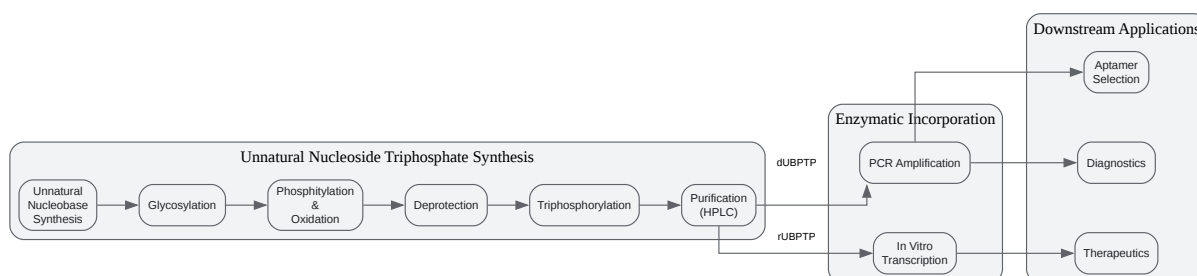 Downstream Applications
Aptamer
Selection
Enzymatic Incorporation
Unnatural Nucleoside Triphosphate Synthesis
dUBPTP
PCR Amplification
Diagnostics
Unnatural
Nucleobase
Synthesis
Glycosylation
Phosphitylation
&
Oxidation
Deprotection
Triphosphorylation
Purification
(HPLC)
rUBPTP
In Vitro
Transcription
Therapeutics